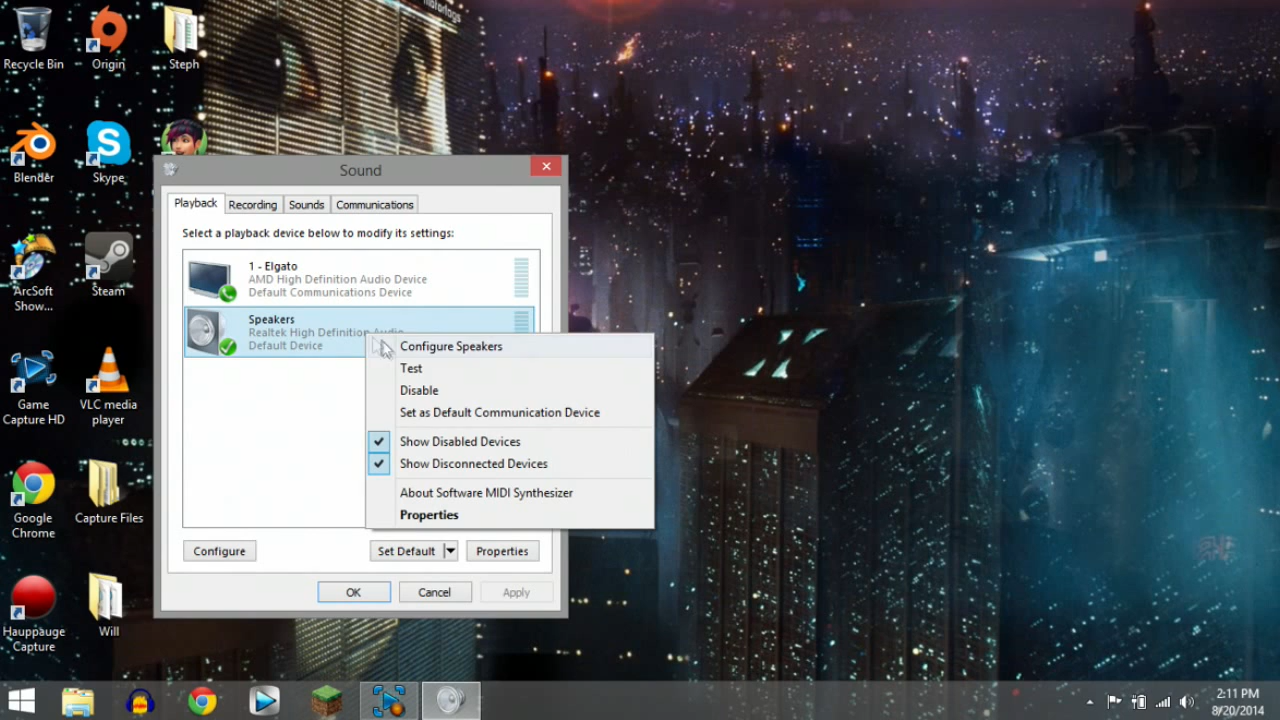 Recycle Bin
Origin
Steph
Blender
Skype
ArcSoft
Show...
Steam
Game
Capture HD
VLC media
player
Google
Chrome
Capture Files
Hauppauge
Capture
Will
Sound
Playback
Recording
Sounds
Communications
Select a playback device below to modify its settings:
1 - Elgato
AMD High Definition Audio Device
Default Communications Device
Speakers
Realtek High Definition Audio
Default Device
Configure Speakers
Test
Disable
Set as Default Communication Device
Show Disabled Devices
Show Disconnected Devices
About Software MIDI Synthesizer
Properties
Configure
Set Default
Properties
OK
Cancel
Apply
2:11 PM
8/20/2014